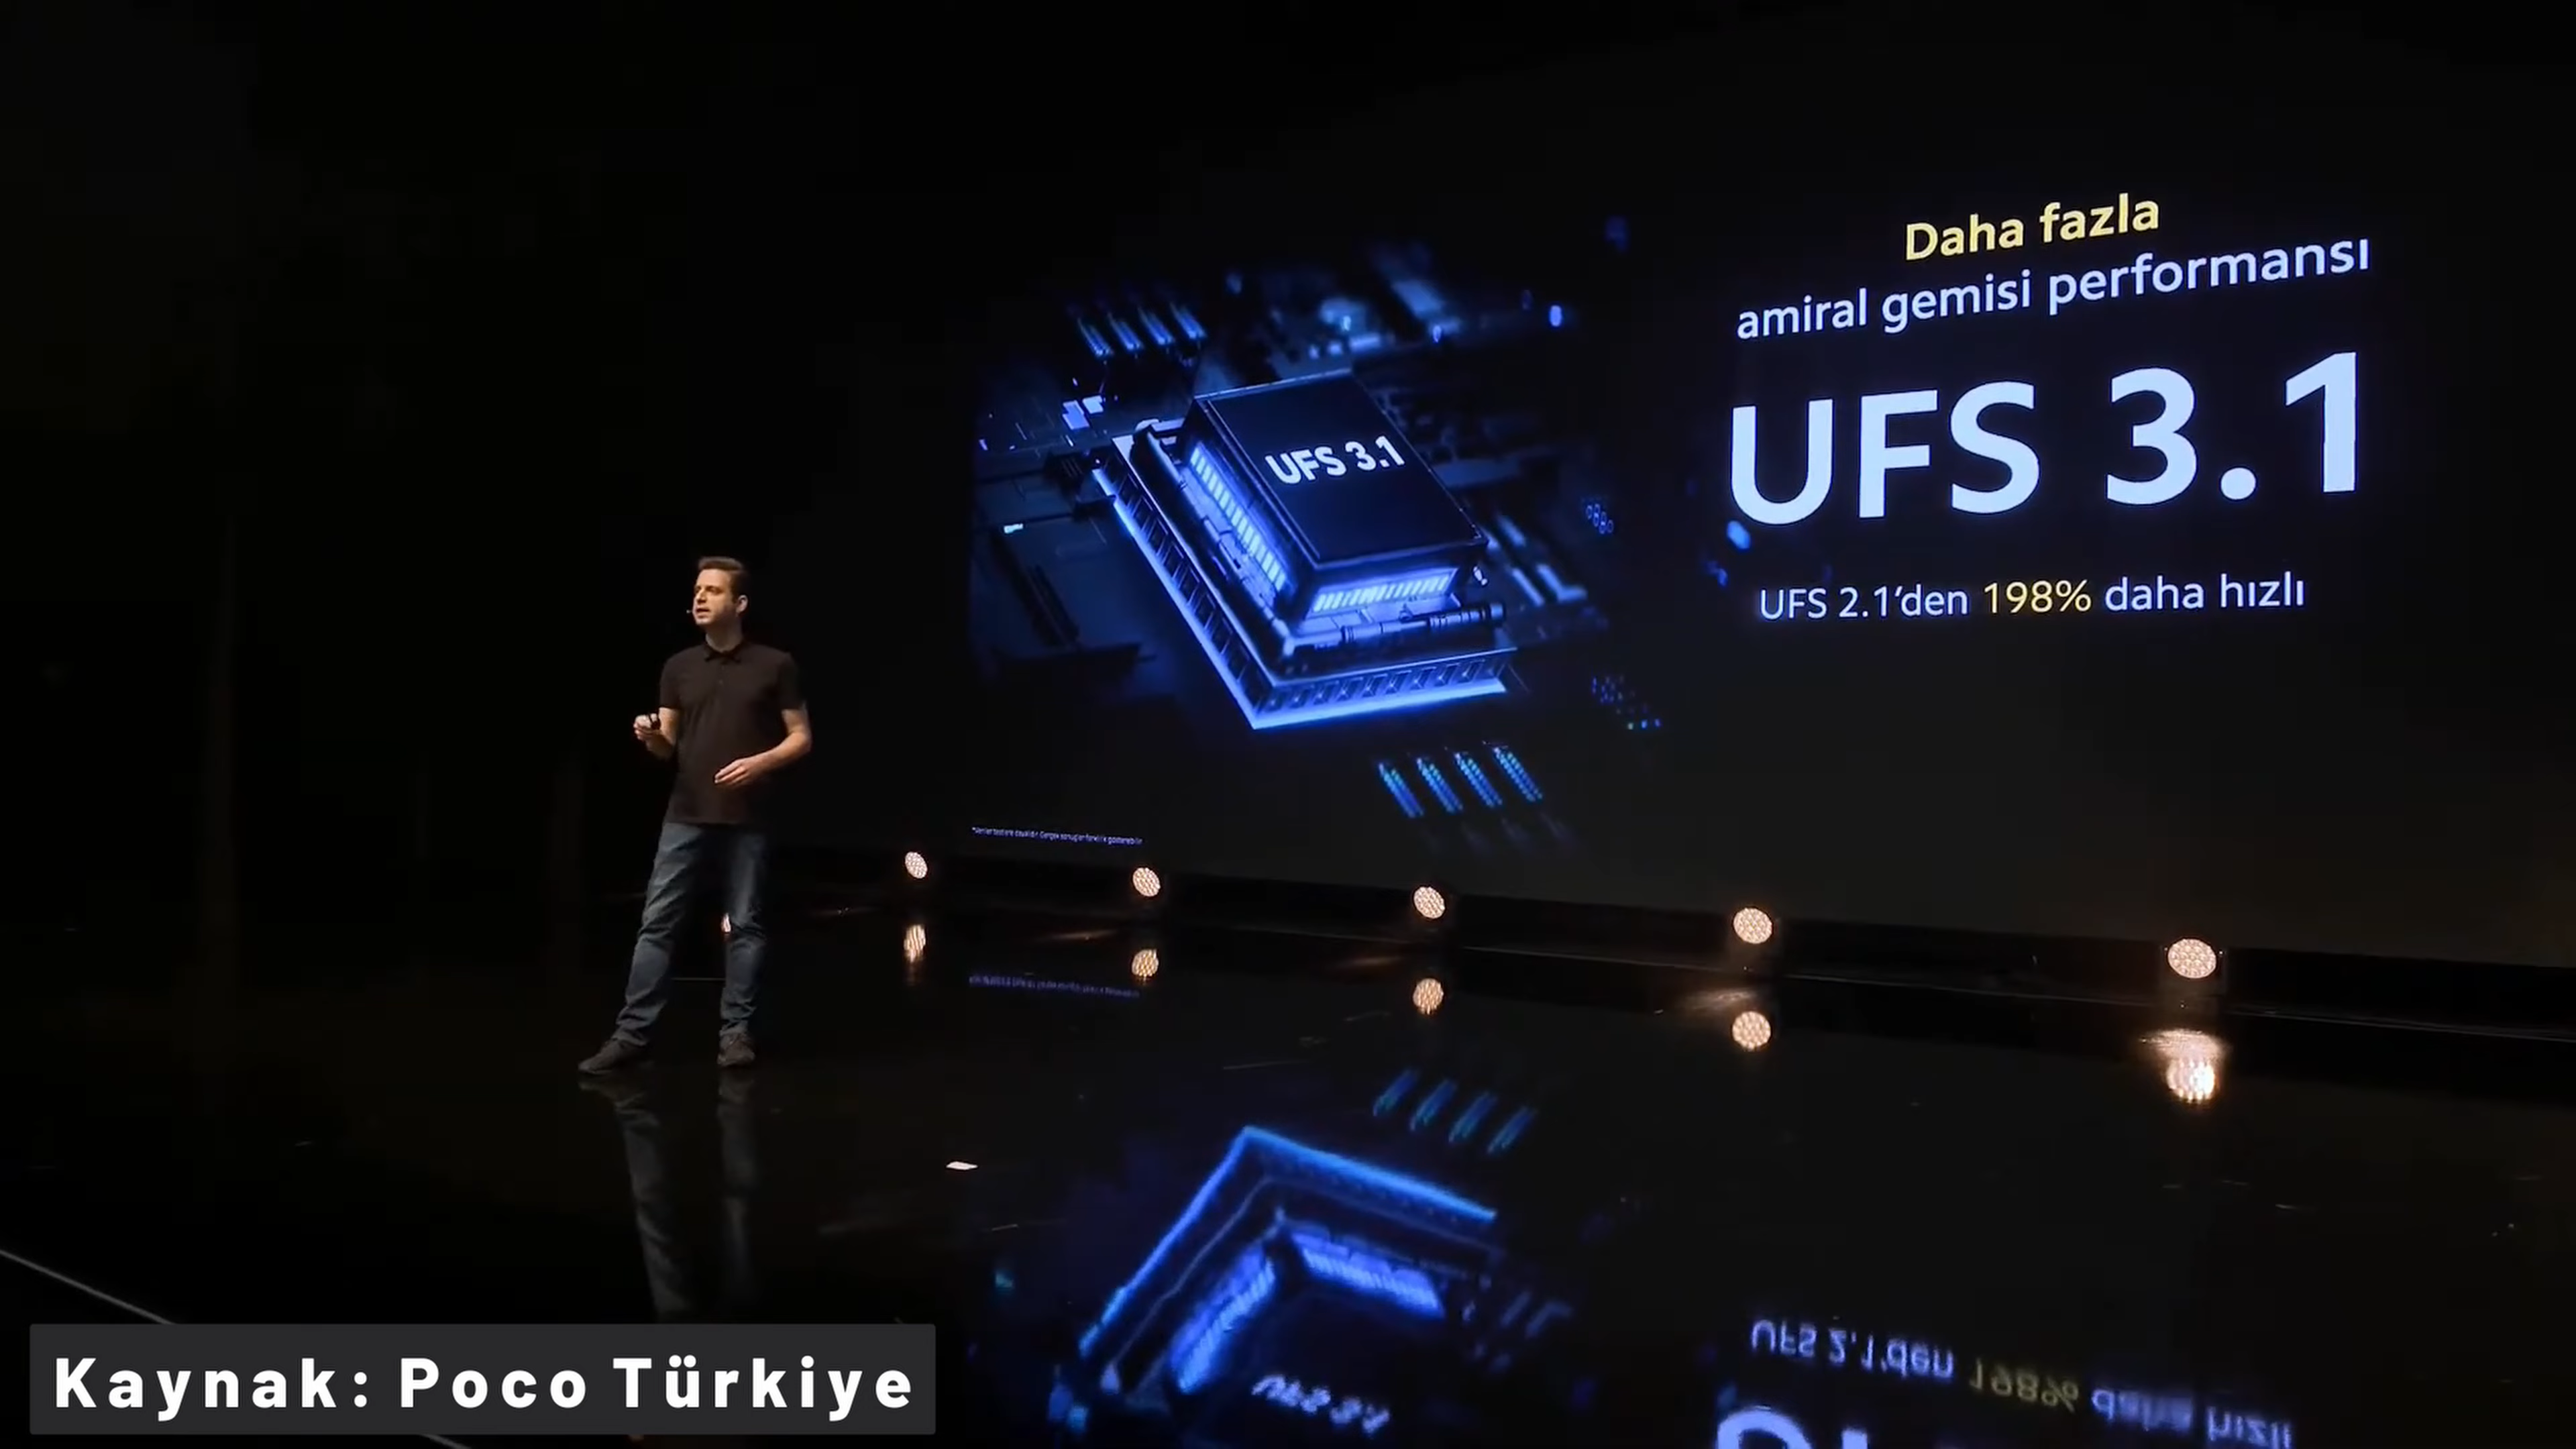 Daha fazla
amiral gemisi performansı
UFS 3.1
UFS 2.1'den 198% daha hızlı
UFS 3.1
Kaynak: Poco Türkiye